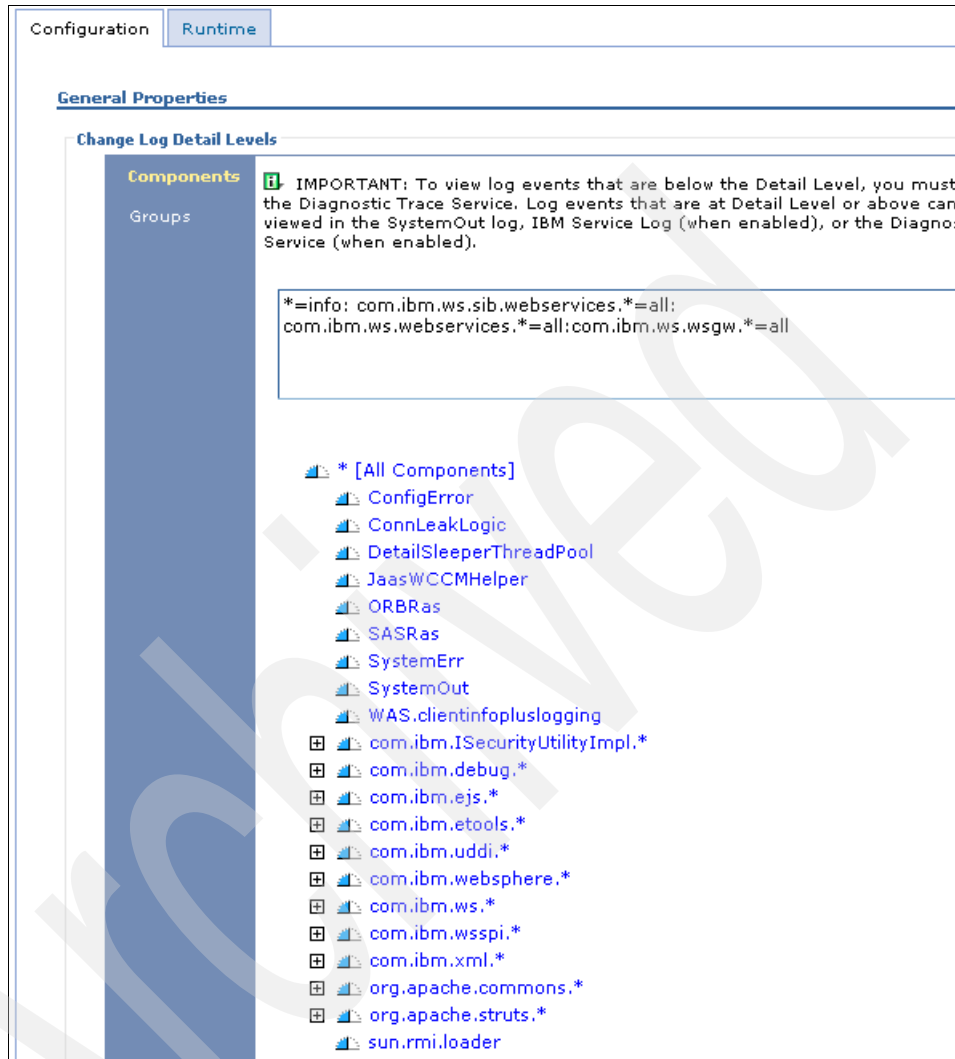 Configuration
Runtime
General Properties
Change Log Detail Levels
Components
Groups
IMPORTANT: To view log events that are below the Detail Level, you must
the Diagnostic Trace Service. Log events that are at Detail Level or above can
viewed in the SystemOut log, IBM Service Log (when enabled), or the Diagnos
Service (when enabled).
*=info: com.ibm.ws.sib.webservices.*=all:
com.ibm.ws.webservices.*=all:com.ibm.ws.wsgw.*=all
* [All Components]
ConfigError
ConnLeakLogic
DetailSleeperThreadPool
JaasWCCMHelper
ORBRas
SASRas
SystemErr
SystemOut
WAS.clientinfopluslogging
com.ibm.ISecurityUtilityImpl.*
com.ibm.debug.*
com.ibm.ejs.*
com.ibm.etools.*
com.ibm.uddi.*
com.ibm.websphere.*
com.ibm.ws.*
com.ibm.wsspi.*
com.ibm.xml.*
org.apache.commons.*
org.apache.struts.*
sun.rmi.loader
rchived